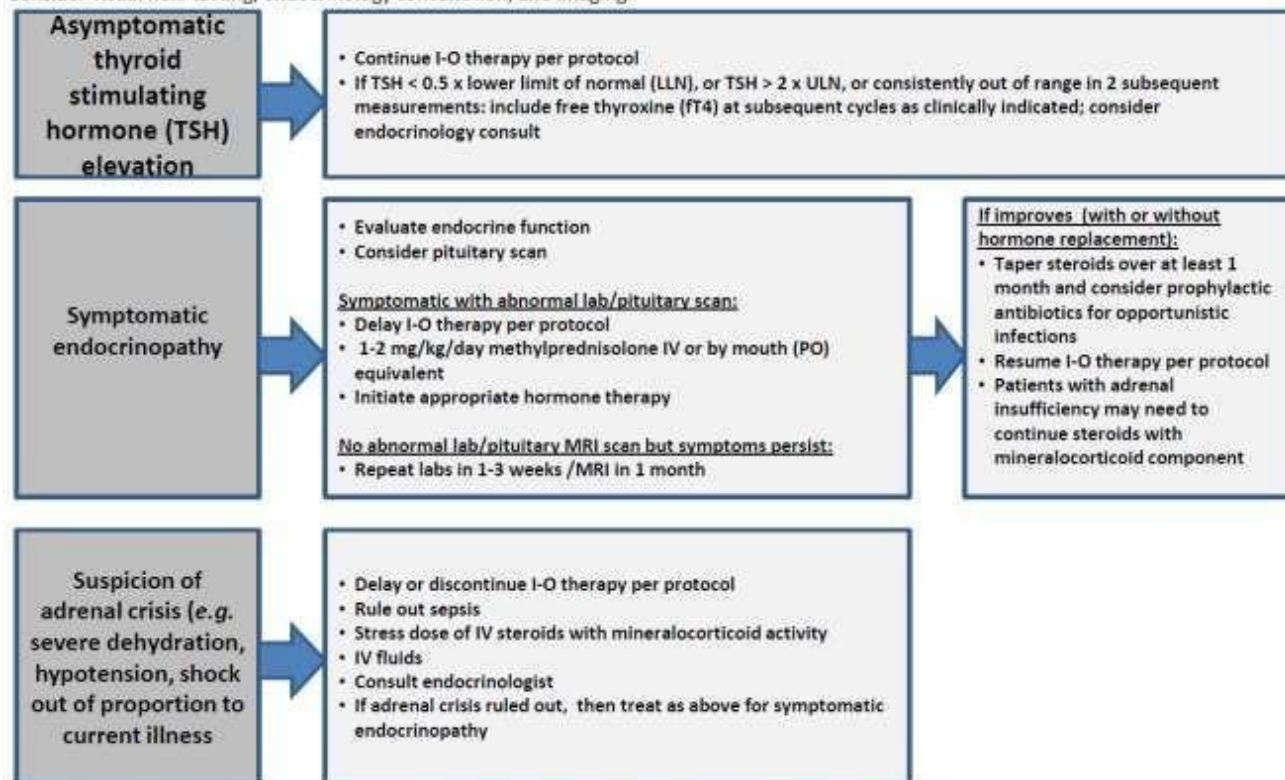 Asymptomatic
thyroid
stimulating
hormone (TSH)
elevation
• Continue I-O therapy per protocol
• If TSH < 0.5 x lower limit of normal (LLN), or TSH > 2 x ULN, or consistently out of range in 2 subsequent
measurements: include free thyroxine (fT4) at subsequent cycles as clinically indicated; consider
endocrinology consult
Symptomatic
endocrinopathy
• Evaluate endocrine function
• Consider pituitary scan
Symptomatic with abnormal lab/pituitary scan:
• Delay I-O therapy per protocol
• 1-2 mg/kg/day methylprednisolone IV or by mouth (PO)
equivalent
• Initiate appropriate hormone therapy
No abnormal lab/pituitary MRI scan but symptoms persist:
• Repeat labs in 1-3 weeks /MRI in 1 month
If improves (with or without
hormone replacement):
• Taper steroids over at least 1
month and consider prophylactic
antibiotics for opportunistic
infections
• Resume I-O therapy per protocol
• Patients with adrenal
insufficiency may need to
continue steroids with
mineralocorticoid component
Suspicion of
adrenal crisis (e.g.
severe dehydration,
hypotension, shock
out of proportion to
current illness
• Delay or discontinue I-O therapy per protocol
• Rule out sepsis
• Stress dose of IV steroids with mineralocorticoid activity
• IV fluids
• Consult endocrinologist
• If adrenal crisis ruled out, then treat as above for symptomatic
endocrinopathy